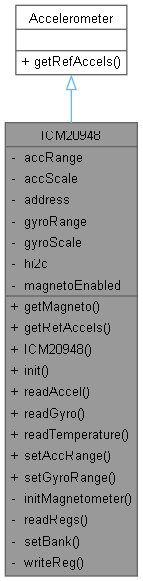 Accelerometer
+ getRefAccels()
ICM20948
- accRange
- accScale
- address
- gyroRange
- gyroScale
- hi2c
- magnetoEnabled
+ getMagneto()
+ getRefAccels()
+ ICM20948()
+ init()
+ readAccel()
+ readGyro()
+ readTemperature()
+ setAccRange()
+ setGyroRange()
- initMagnetometer()
- readRegs()
- setBank()
- writeReg()